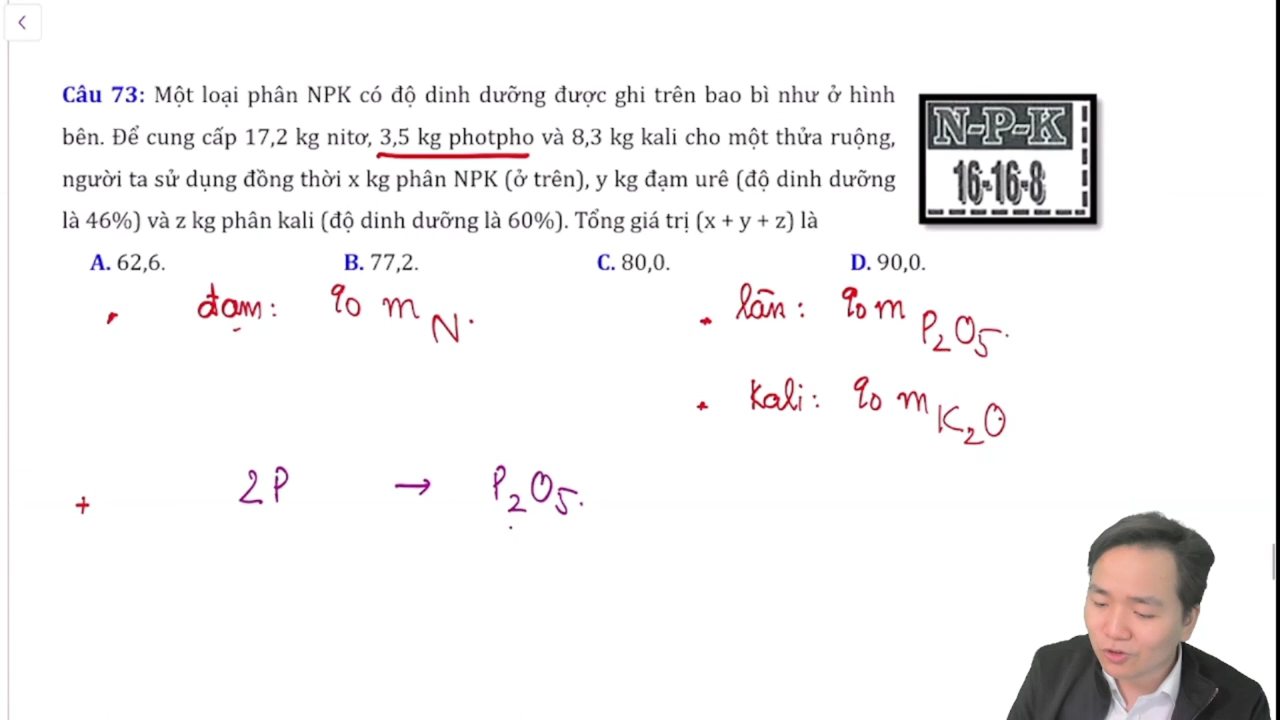 Câu 73: Một loại phân NPK có độ dinh dưỡng được ghi trên bao bì như ở hình
bên. Để cung cấp 17,2 kg nitơ, 3,5 kg photpho và 8,3 kg kali cho một thửa ruộng,
người ta sử dụng đồng thời x kg phân NPK (ở trên), y kg đạm urê (độ dinh dưỡng
là 46%) và z kg phân kali (độ dinh dưỡng là 60%). Tổng giá trị (x + y + z) là
N-P-K
16-16-8
A. 62,6. B. 77,2. C. 80,0. D. 90,0.
đạm: % m N.
lân: % m P2O5.
Kali: % m K2O
+ 2P → P2O5.